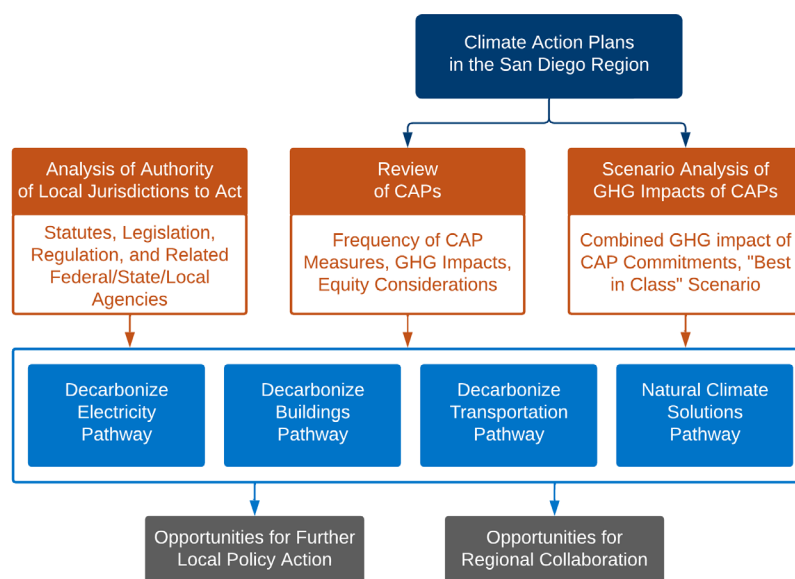 Climate Action Plans
in the San Diego Region
Analysis of Authority
of Local Jurisdictions to Act
Statutes, Legislation,
Regulation, and Related
Federal/State/Local
Agencies
Review
of CAPs
Frequency of CAP
Measures, GHG Impacts,
Equity Considerations
Scenario Analysis of
GHG Impacts of CAPs
Combined GHG impact of
CAP Commitments, "Best
in Class" Scenario
Decarbonize
Electricity
Pathway
Decarbonize
Buildings
Pathway
Decarbonize
Transportation
Pathway
Natural Climate
Solutions
Pathway
Opportunities for Further
Local Policy Action
Opportunities for
Regional Collaboration